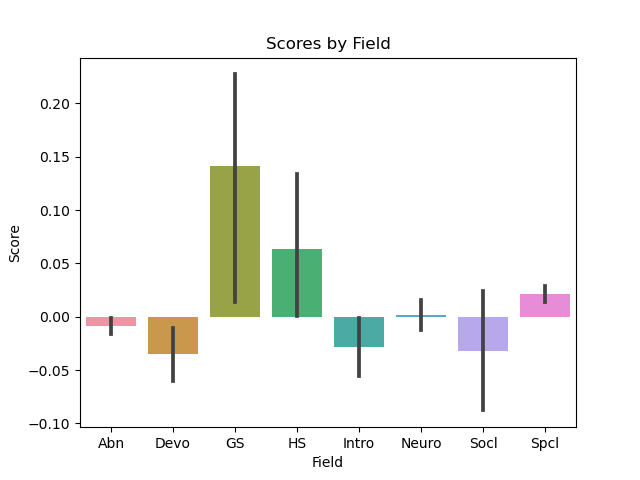 Scores by Field
Score
0.20
0.15
0.10
0.05
0.00
−0.05
−0.10
Abn Devo GS HS Intro Neuro Socl Spcl
Field